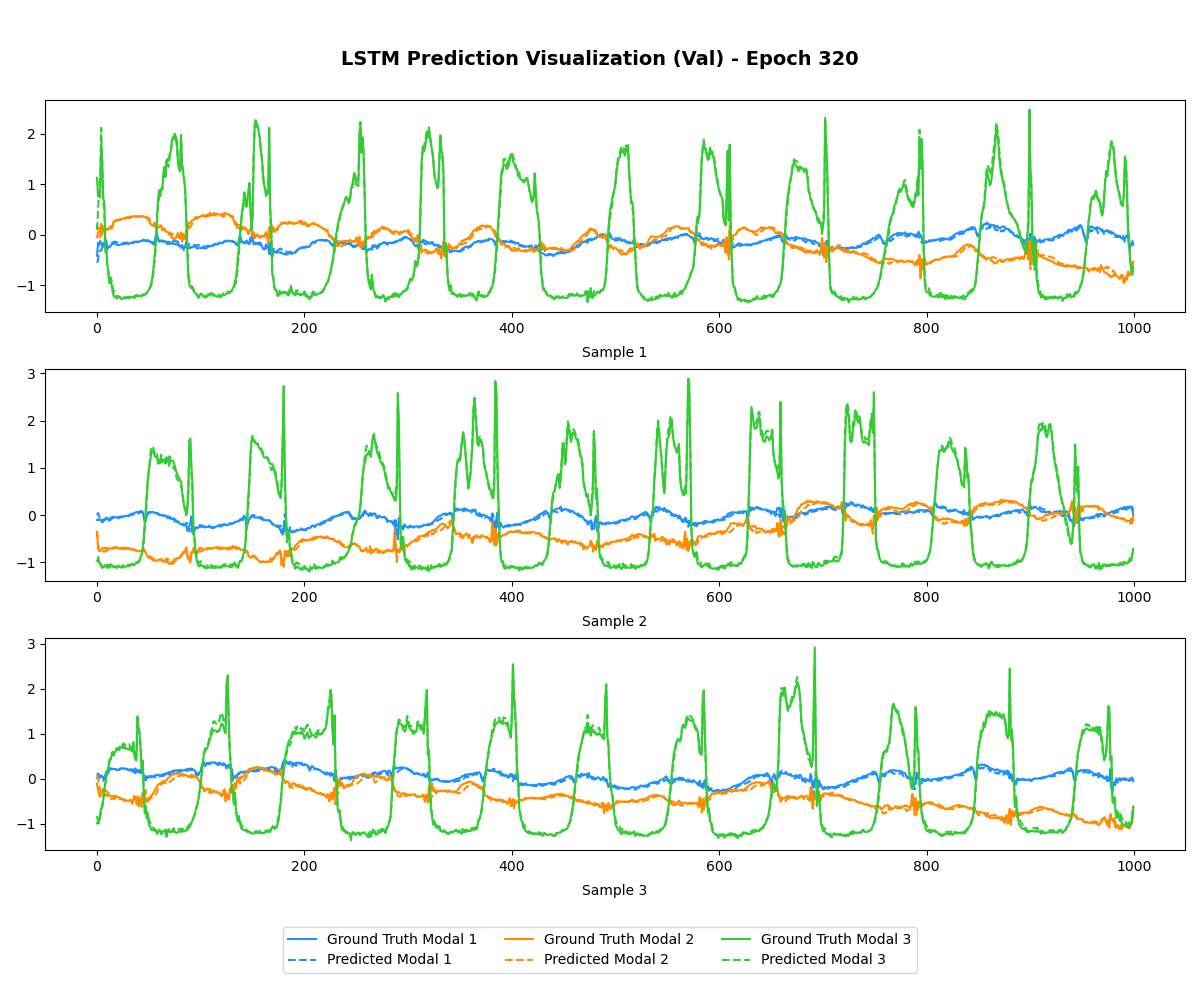 LSTM Prediction Visualization (Val) - Epoch 320
2
1
0
−1
0 200 400 600 800 1000
Sample 1
3
2
1
0
−1
0 200 400 600 800 1000
Sample 2
3
2
1
0
−1
0 200 400 600 800 1000
Sample 3
Ground Truth Modal 1 Ground Truth Modal 2 Ground Truth Modal 3
Predicted Modal 1 Predicted Modal 2 Predicted Modal 3